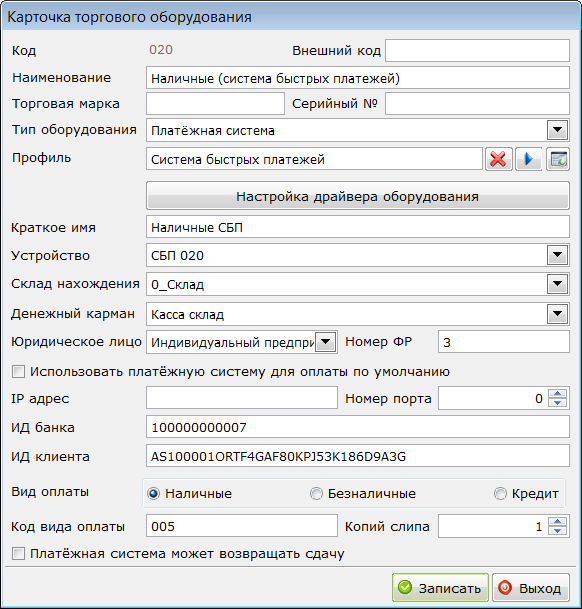 Карточка торгового оборудования
Код 020 Внешний код
Наименование Наличные (система быстрых платежей)
Торговая марка Серийный №
Тип оборудования Платёжная система
Профиль Система быстрых платежей
Настройка драйвера оборудования
Краткое имя Наличные СБП
Устройство СБП 020
Склад нахождения 0_Склад
Денежный карман Касса склад
Юридическое лицо Индивидуальный предпри Номер ФР 3
Использовать платёжную систему для оплаты по умолчанию
IP адрес Номер порта 0
ИД банка 100000000007
ИД клиента AS100001ORTF4GAF80KPJ53K186D9A3G
Вид оплаты Наличные Безналичные Кредит
Код вида оплаты 005 Копий слипа 1
Платёжная система может возвращать сдачу
Записать Выход